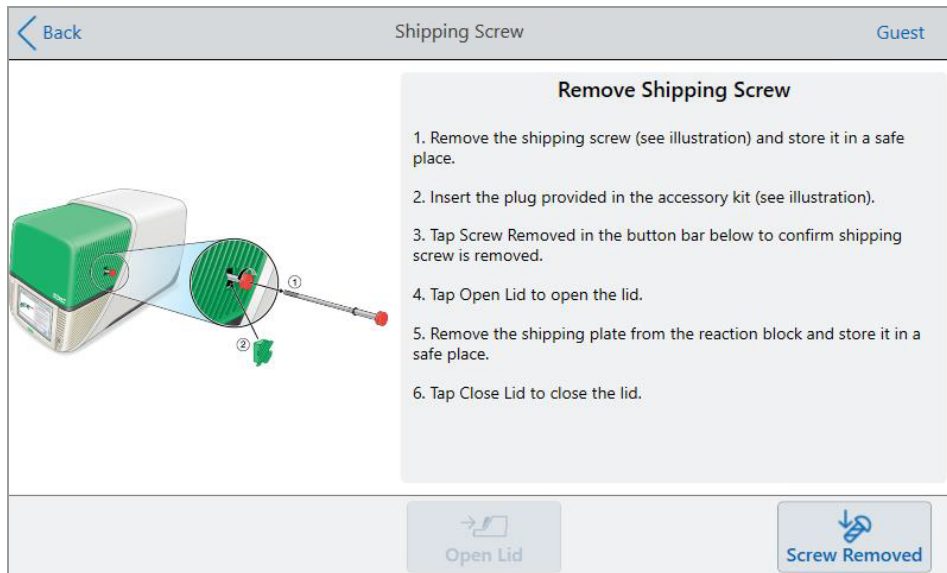 Back
Shipping Screw
Guest
Remove Shipping Screw
1. Remove the shipping screw (see illustration) and store it in a safe
place.
2. Insert the plug provided in the accessory kit (see illustration).
3. Tap Screw Removed in the button bar below to confirm shipping
screw is removed.
4. Tap Open Lid to open the lid.
5. Remove the shipping plate from the reaction block and store it in a
safe place.
6. Tap Close Lid to close the lid.
1
2
Open Lid
Screw Removed